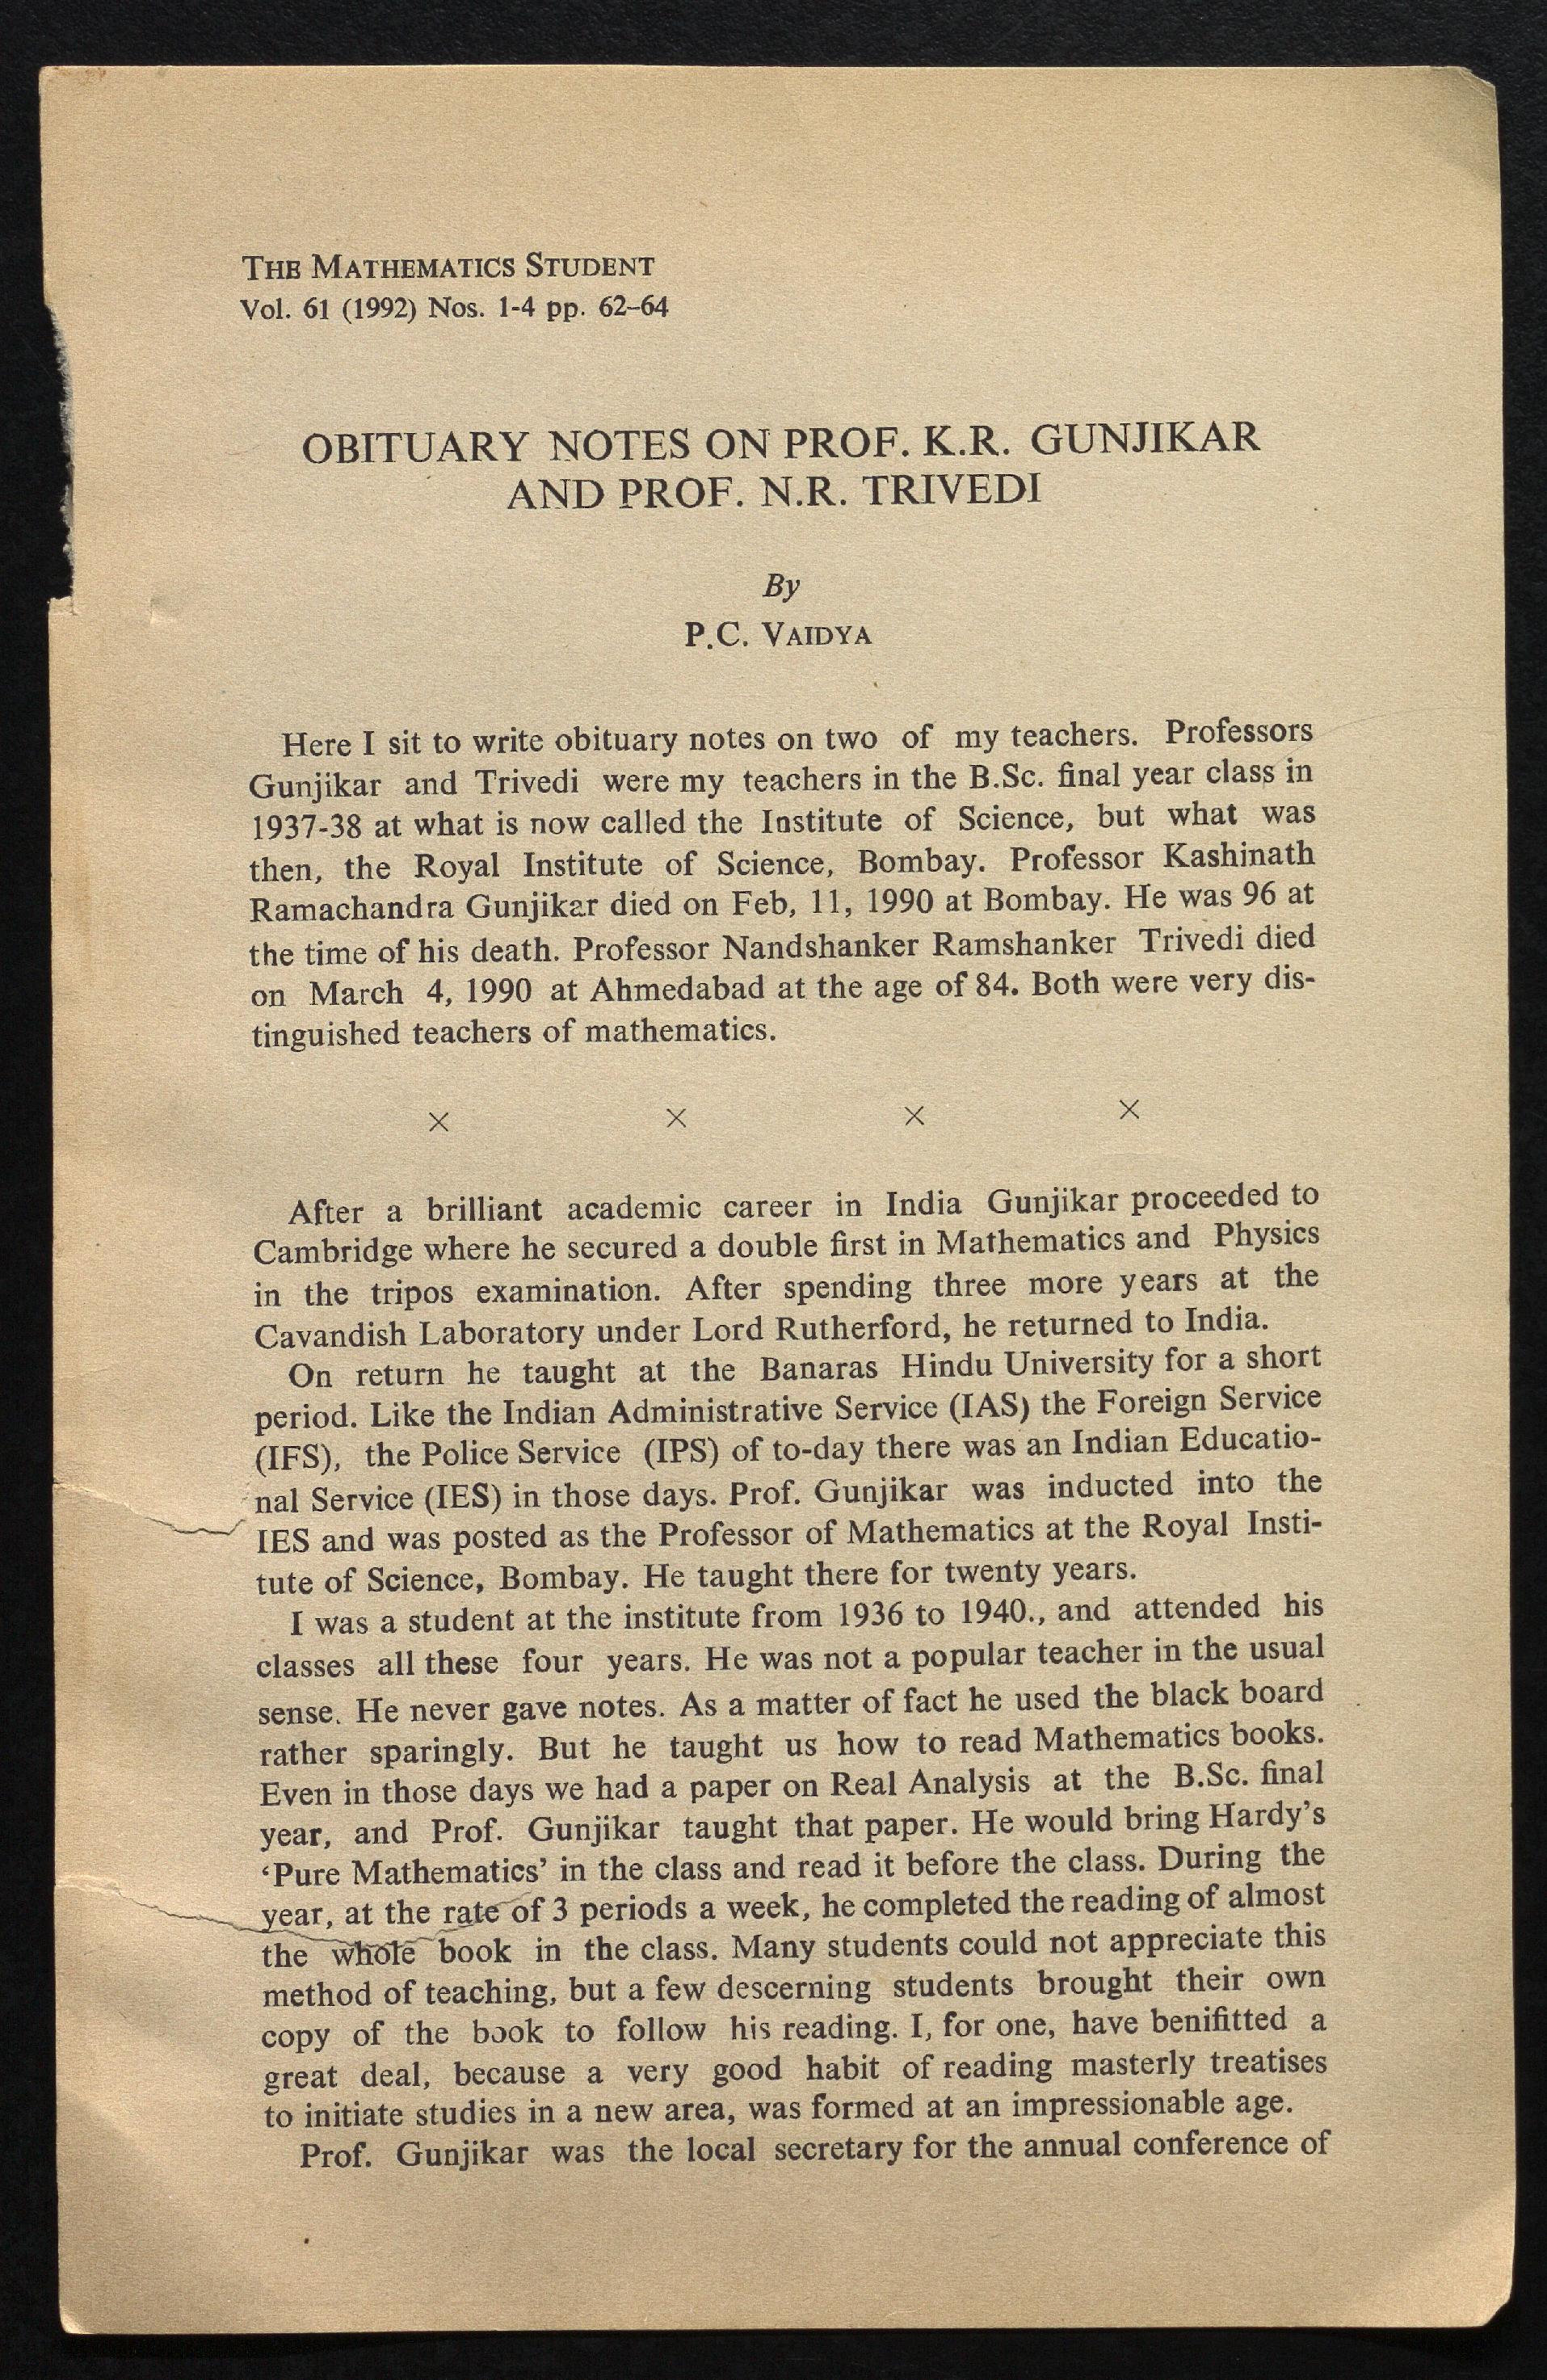 THE MATHEMATICS STUDENT
Vol. 61 (1992) Nos. 1-4 pp. 62–64
OBITUARY NOTES ON PROF. K.R. GUNJIKAR
AND PROF. N.R. TRIVEDI
By
P.C. VAIDYA
Here I sit to write obituary notes on two of my teachers. Professors
Gunjikar and Trivedi were my teachers in the B.Sc. final year class in
1937-38 at what is now called the Institute of Science, but what was
then, the Royal Institute of Science, Bombay. Professor Kashinath
Ramachandra Gunjikar died on Feb, 11, 1990 at Bombay. He was 96 at
the time of his death. Professor Nandshanker Ramshanker Trivedi died
on March 4, 1990 at Ahmedabad at the age of 84. Both were very dis-
tinguished teachers of mathematics.
× × × ×
After a brilliant academic career in India Gunjikar proceeded to
Cambridge where he secured a double first in Mathematics and Physics
in the tripos examination. After spending three more years at the
Cavandish Laboratory under Lord Rutherford, he returned to India.
On return he taught at the Banaras Hindu University for a short
period. Like the Indian Administrative Service (IAS) the Foreign Service
(IFS), the Police Service (IPS) of to-day there was an Indian Educatio-
nal Service (IES) in those days. Prof. Gunjikar was inducted into the
IES and was posted as the Professor of Mathematics at the Royal Insti-
tute of Science, Bombay. He taught there for twenty years.
I was a student at the institute from 1936 to 1940., and attended his
classes all these four years. He was not a popular teacher in the usual
sense. He never gave notes. As a matter of fact he used the black board
rather sparingly. But he taught us how to read Mathematics books.
Even in those days we had a paper on Real Analysis at the B.Sc. final
year, and Prof. Gunjikar taught that paper. He would bring Hardy's
‘Pure Mathematics’ in the class and read it before the class. During the
year, at the rate of 3 periods a week, he completed the reading of almost
the whole book in the class. Many students could not appreciate this
method of teaching, but a few descerning students brought their own
copy of the book to follow his reading. I, for one, have benifitted a
great deal, because a very good habit of reading masterly treatises
to initiate studies in a new area, was formed at an impressionable age.
Prof. Gunjikar was the local secretary for the annual conference of